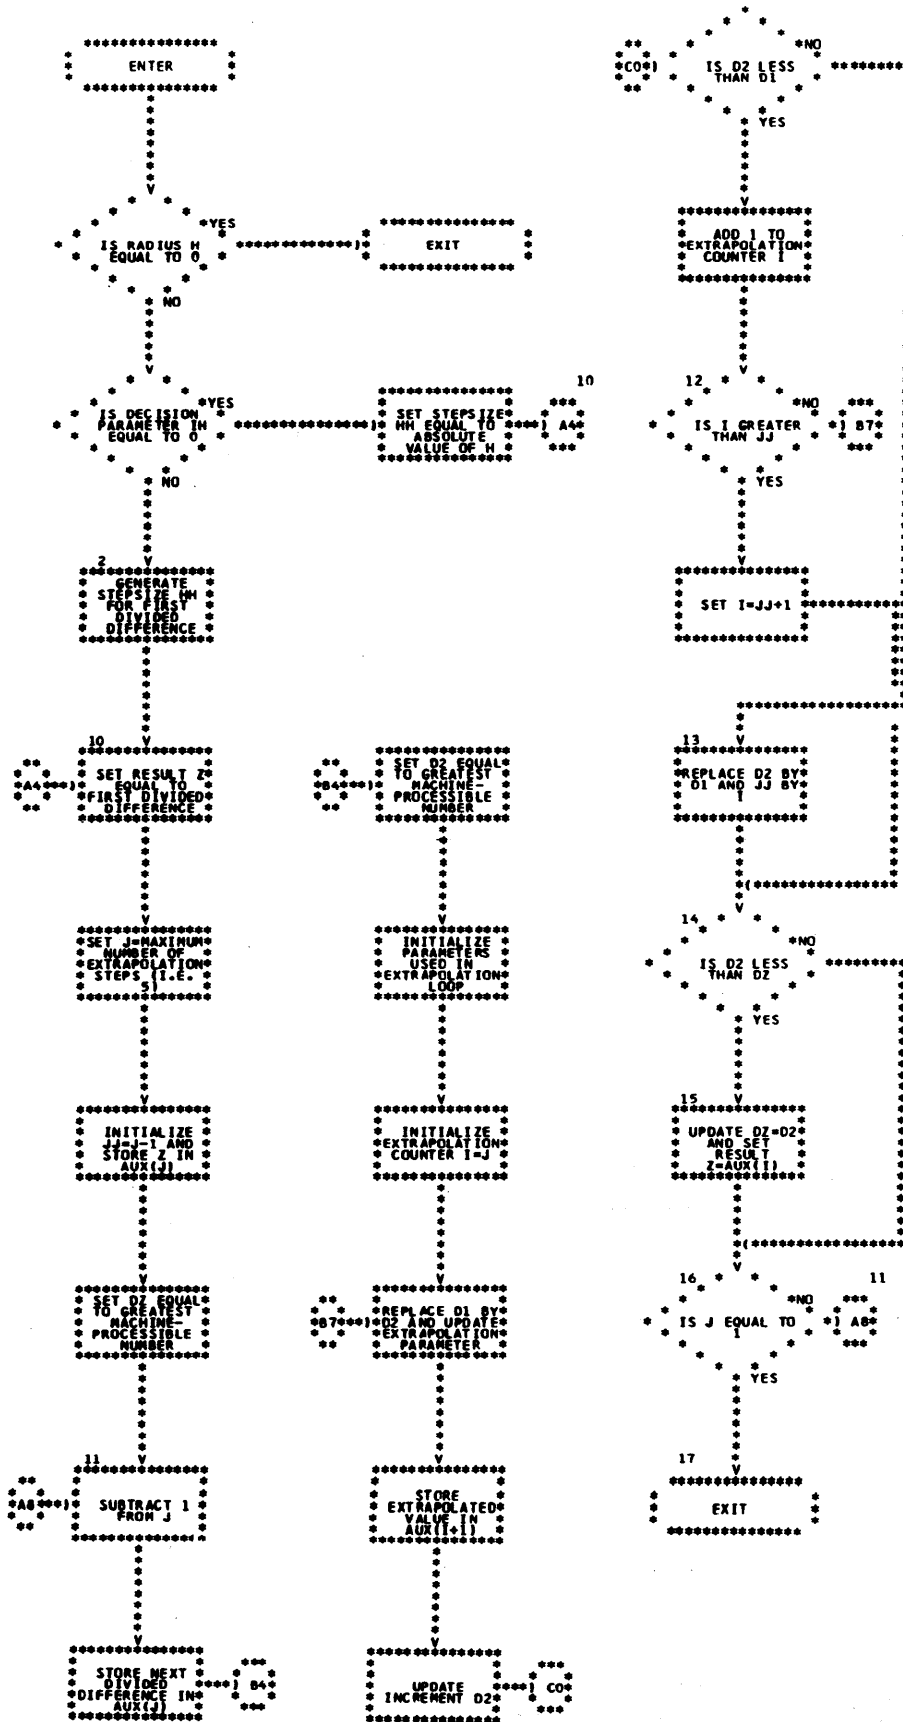 ENTER
IS RADIUS H
EQUAL TO 0
YES
EXIT
NO
IS DECISION
PARAMETER IH
EQUAL TO 0
YES
10
SET STEPSIZE
HH EQUAL TO
ABSOLUTE
VALUE OF H
A4
NO
2
GENERATE
STEPSIZE HH
FOR FIRST
DIVIDED
DIFFERENCE
10
A4
SET RESULT Z
EQUAL TO
FIRST DIVIDED
DIFFERENCE
SET J=MAXIMUM
NUMBER OF
EXTRAPOLATION
STEPS (I.E.
5)
INITIALIZE
JJ=J-1 AND
STORE Z IN
AUX(J)
SET DZ EQUAL
TO GREATEST
MACHINE-
PROCESSIBLE
NUMBER
11
A8
SUBTRACT 1
FROM J
STORE NEXT
DIVIDED
DIFFERENCE IN
AUX(J)
B4
B4
SET D2 EQUAL
TO GREATEST
MACHINE-
PROCESSIBLE
NUMBER
INITIALIZE
PARAMETERS
USED IN
EXTRAPOLATION
LOOP
INITIALIZE
EXTRAPOLATION
COUNTER I=J
B7
REPLACE D1 BY
D2 AND UPDATE
EXTRAPOLATION
PARAMETER
STORE
EXTRAPOLATED
VALUE IN
AUX(I+1)
UPDATE
INCREMENT D2
C0
C0
IS D2 LESS
THAN D1
NO
YES
ADD 1 TO
EXTRAPOLATION
COUNTER I
12
IS I GREATER
THAN JJ
NO
B7
YES
SET I=JJ+1
13
REPLACE D2 BY
D1 AND JJ BY
I
14
IS D2 LESS
THAN DZ
NO
YES
15
UPDATE DZ=D2
AND SET
RESULT
Z=AUX(I)
16
IS J EQUAL TO
1
NO
11
A8
YES
17
EXIT